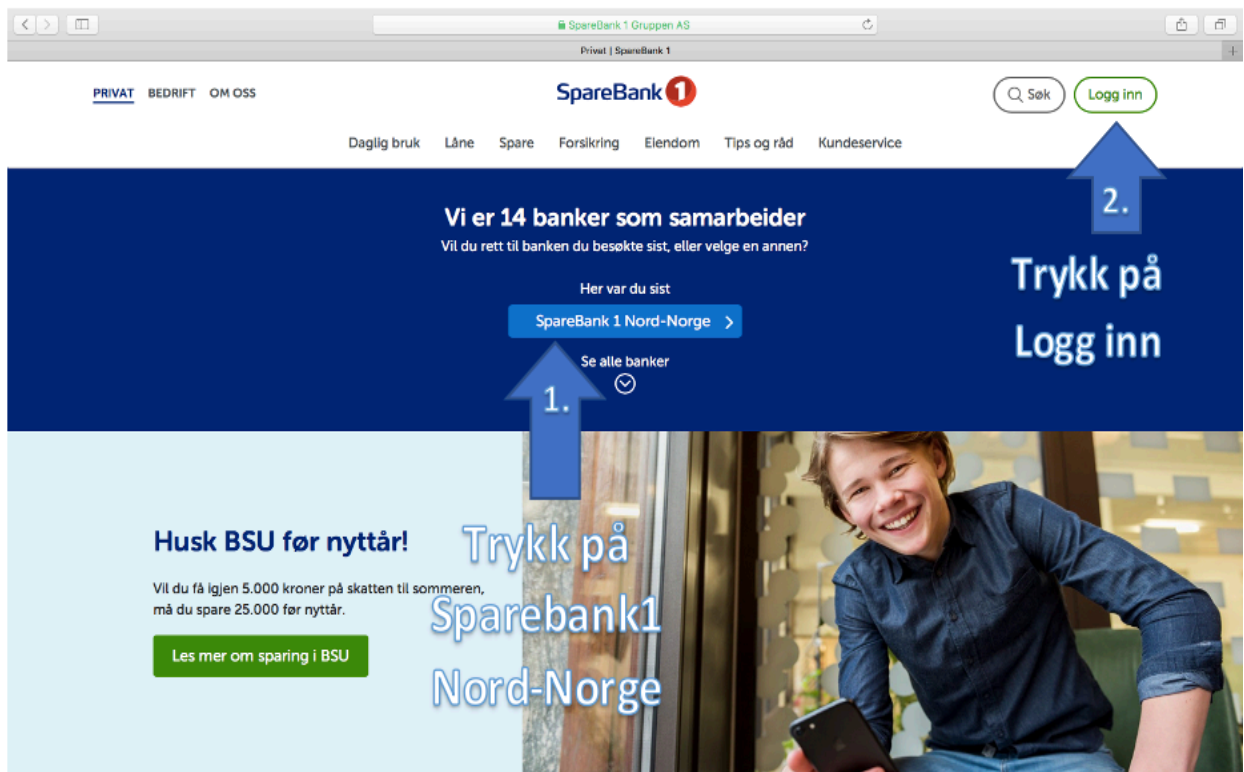 SpareBank 1 Gruppen AS
Privat | SpareBank 1
PRIVAT BEDRIFT OM OSS
SpareBank 1
Søk
Logg inn
Daglig bruk Låne Spare Forsikring Eiendom Tips og råd Kundeservice
Vi er 14 banker som samarbeider
Vil du rett til banken du besøkte sist, eller velge en annen?
Her var du sist
SpareBank 1 Nord-Norge
Se alle banker
1.
Trykk på
Sparebank1
Nord-Norge
2.
Trykk på
Logg inn
Husk BSU før nyttår!
Vil du få igjen 5.000 kroner på skatten til sommeren,
må du spare 25.000 før nyttår.
Les mer om sparing i BSU